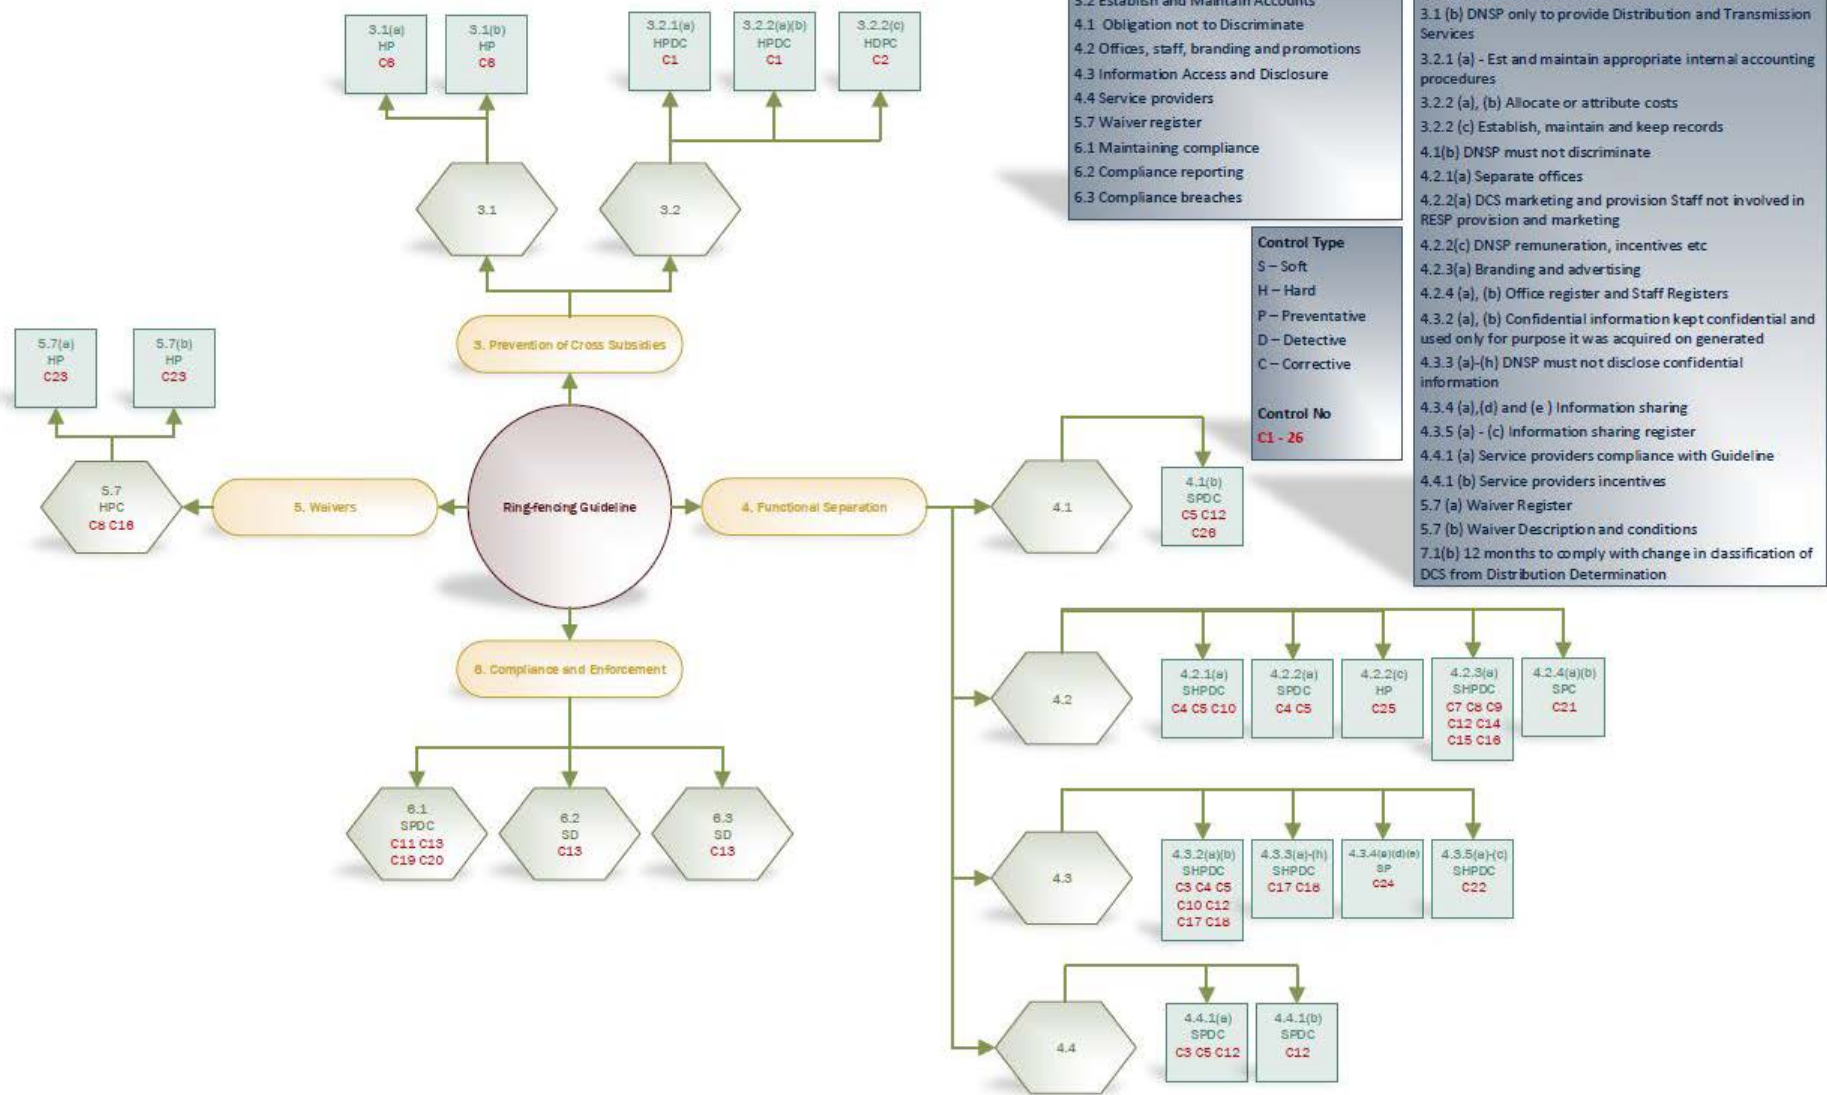 3.1(a)
HP
C6
3.1(b)
HP
C6
3.2.1(a)
HPDC
C1
3.2.2(a)(b)
HPDC
C1
3.2.2(c)
HDPC
C2
3.1
3.2
3. Prevention of Cross Subsidies
5.7(a)
HP
C23
5.7(b)
HP
C23
5.7
HPC
C8 C16
5. Waivers
Ring-fencing Guideline
4. Functional Separation
6. Compliance and Enforcement
6.1
SPDC
C11 C13
C19 C20
6.2
SD
C13
6.3
SD
C13
4.1
4.1(b)
SPDC
C5 C12
C26
4.2
4.2.1(a)
SHPDC
C4 C5 C10
4.2.2(a)
SPDC
C4 C5
4.2.2(c)
HP
C25
4.2.3(a)
SHPDC
C7 C8 C9
C12 C14
C15 C16
4.2.4(a)(b)
SPC
C21
4.3
4.3.2(a)(b)
SHPDC
C3 C4 C5
C10 C12
C17 C18
4.3.3(a)-(h)
SHPDC
C17 C18
4.3.4(a)(d)(e)
SP
C24
4.3.5(a)-(c)
SHPDC
C22
4.4
4.4.1(a)
SPDC
C3 C5 C12
4.4.1(b)
SPDC
C12
3.2 Establish and Maintain Accounts
4.1 Obligation not to Discriminate
4.2 Offices, staff, branding and promotions
4.3 Information Access and Disclosure
4.4 Service providers
5.7 Waiver register
6.1 Maintaining compliance
6.2 Compliance reporting
6.3 Compliance breaches
Control Type
S – Soft
H – Hard
P – Preventative
D – Detective
C – Corrective
Control No
C1 - 26
3.1 (b) DNSP only to provide Distribution and Transmission
Services
3.2.1 (a) - Est and maintain appropriate internal accounting
procedures
3.2.2 (a), (b) Allocate or attribute costs
3.2.2 (c) Establish, maintain and keep records
4.1(b) DNSP must not discriminate
4.2.1(a) Separate offices
4.2.2(a) DCS marketing and provision Staff not involved in
RESP provision and marketing
4.2.2(c) DNSP remuneration, incentives etc
4.2.3(a) Branding and advertising
4.2.4 (a), (b) Office register and Staff Registers
4.3.2 (a), (b) Confidential information kept confidential and
used only for purpose it was acquired on generated
4.3.3 (a)-(h) DNSP must not disclose confidential
information
4.3.4 (a),(d) and (e ) Information sharing
4.3.5 (a) - (c) Information sharing register
4.4.1 (a) Service providers compliance with Guideline
4.4.1 (b) Service providers incentives
5.7 (a) Waiver Register
5.7 (b) Waiver Description and conditions
7.1(b) 12 months to comply with change in classification of
DCS from Distribution Determination